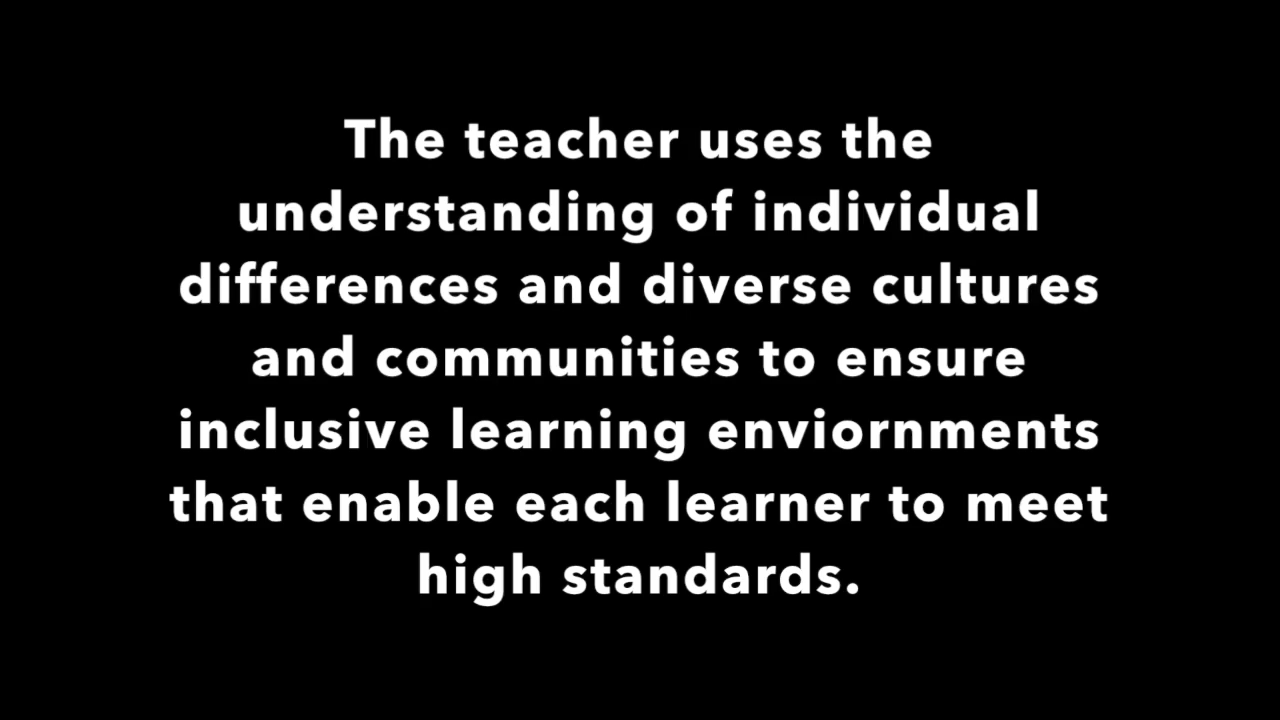 The teacher uses the
understanding of individual
differences and diverse cultures
and communities to ensure
inclusive learning enviornments
that enable each learner to meet
high standards.